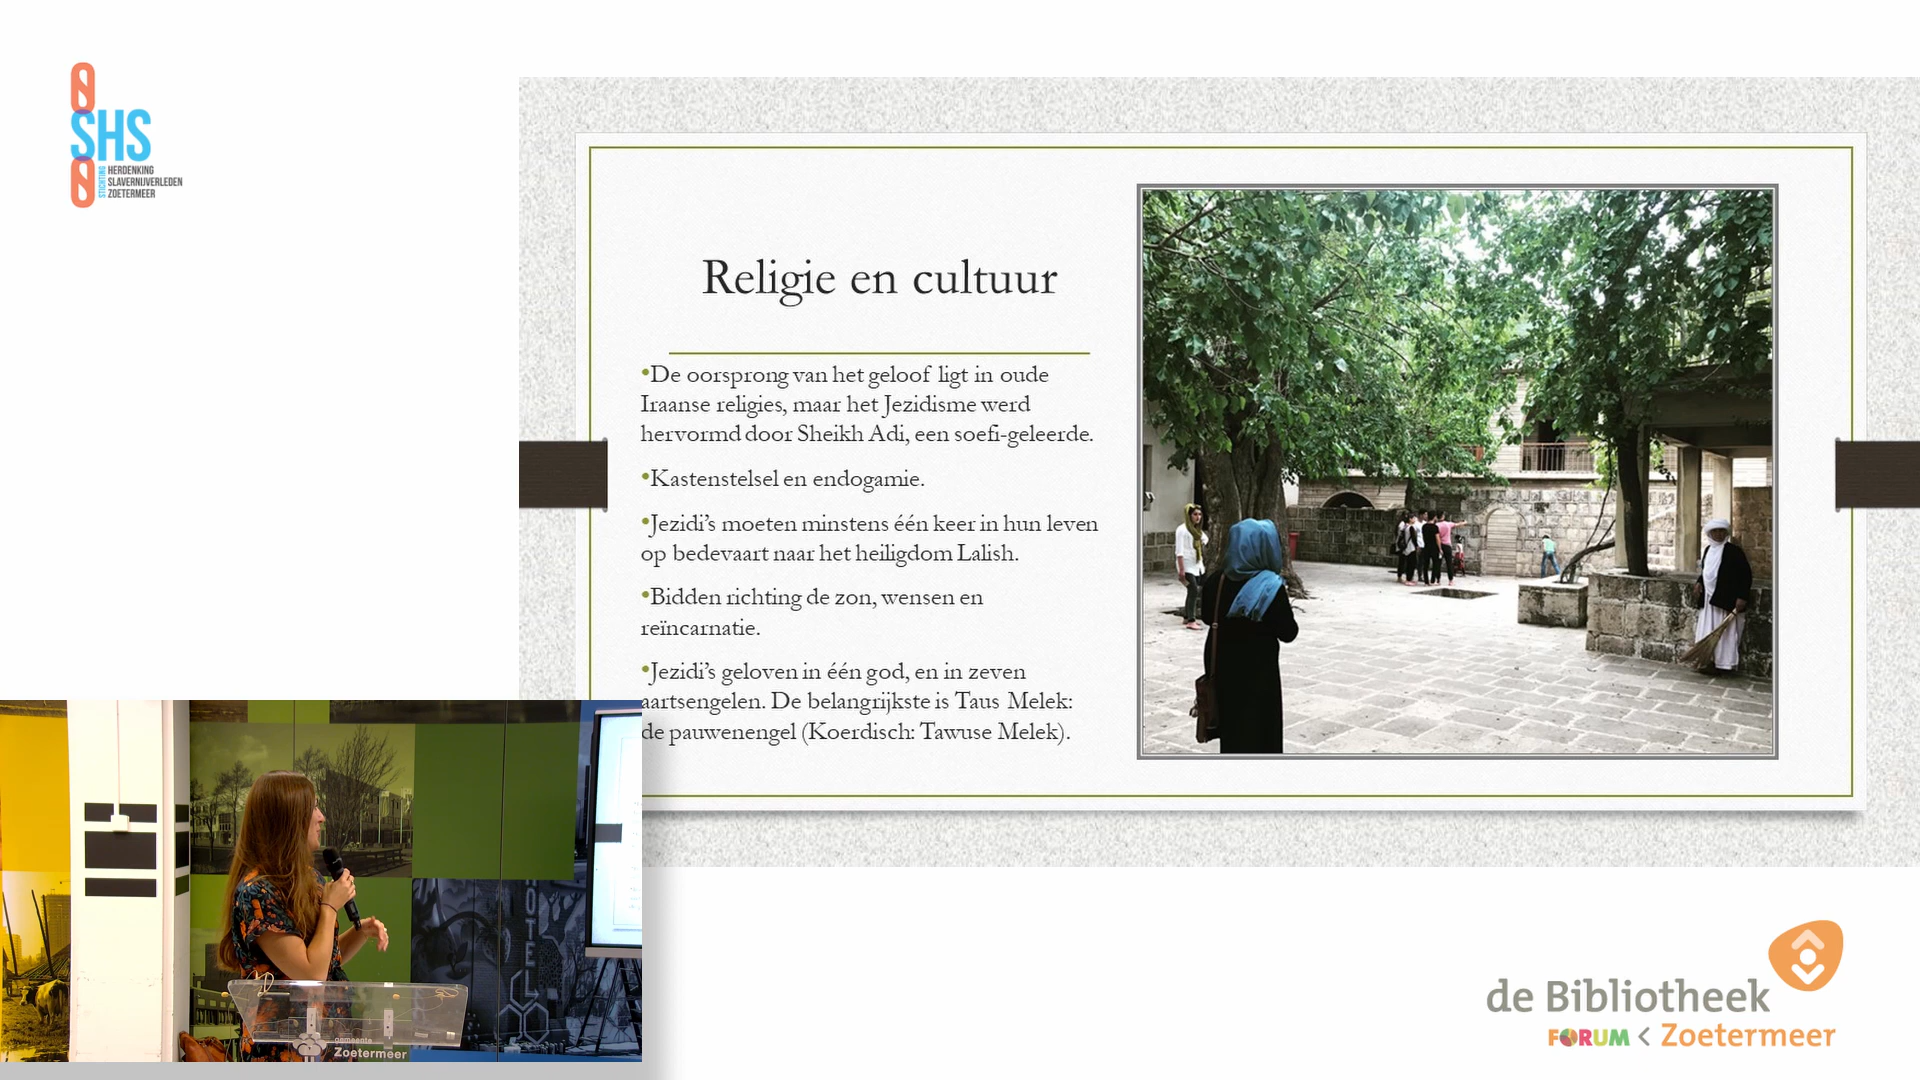 SHS
STICHTING
HERDENKING
SLAVERNIJVERLEDEN
ZOETERMEER
Religie en cultuur
•De oorsprong van het geloof ligt in oude
Iraanse religies, maar het Jezidisme werd
hervormd door Sheikh Adi, een soefi-geleerde.
•Kastenstelsel en endogamie.
•Jezidi’s moeten minstens één keer in hun leven
op bedevaart naar het heiligdom Lalish.
•Bidden richting de zon, wensen en
reïncarnatie.
•Jezidi’s geloven in één god, en in zeven
aartsengelen. De belangrijkste is Taus Melek:
de pauwenengel (Koerdisch: Tawuse Melek).
HOTEL
gemeente
Zoetermeer
de Bibliotheek
FORUM < Zoetermeer